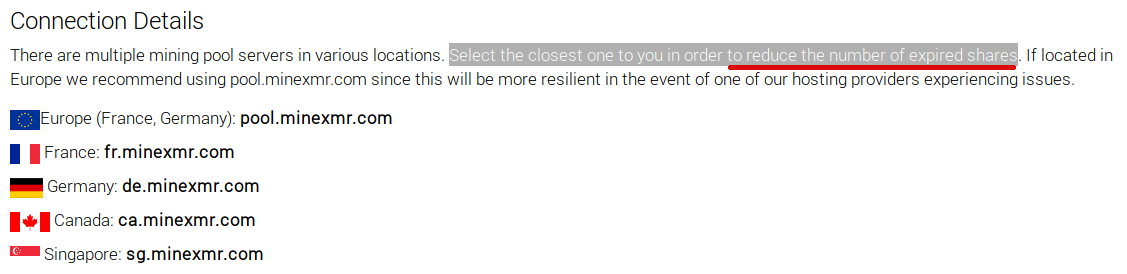 Connection Details
There are multiple mining pool servers in various locations. Select the closest one to you in order to reduce the number of expired shares. If located in
Europe we recommend using pool.minexmr.com since this will be more resilient in the event of one of our hosting providers experiencing issues.
Europe (France, Germany): pool.minexmr.com
France: fr.minexmr.com
Germany: de.minexmr.com
Canada: ca.minexmr.com
Singapore: sg.minexmr.com